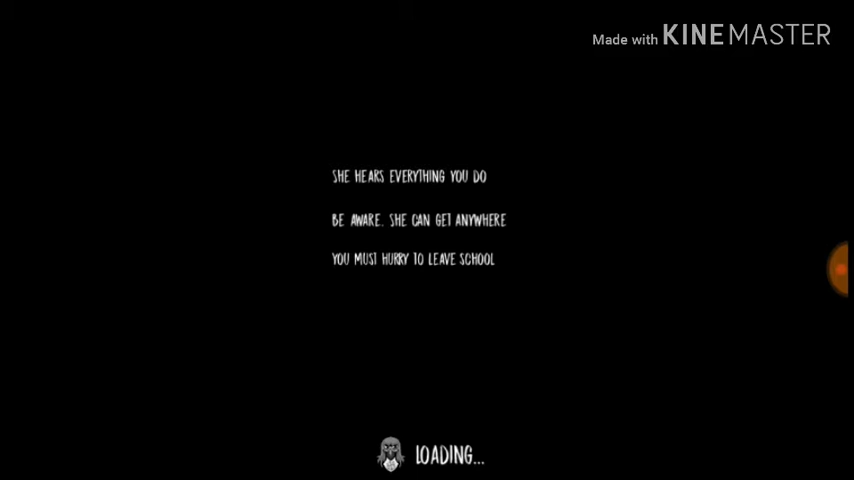 Made with KINEMASTER
SHE HEARS EVERYTHING YOU DO
BE AWARE. SHE CAN GET ANYWHERE
YOU MUST HURRY TO LEAVE SCHOOL
LOADING...